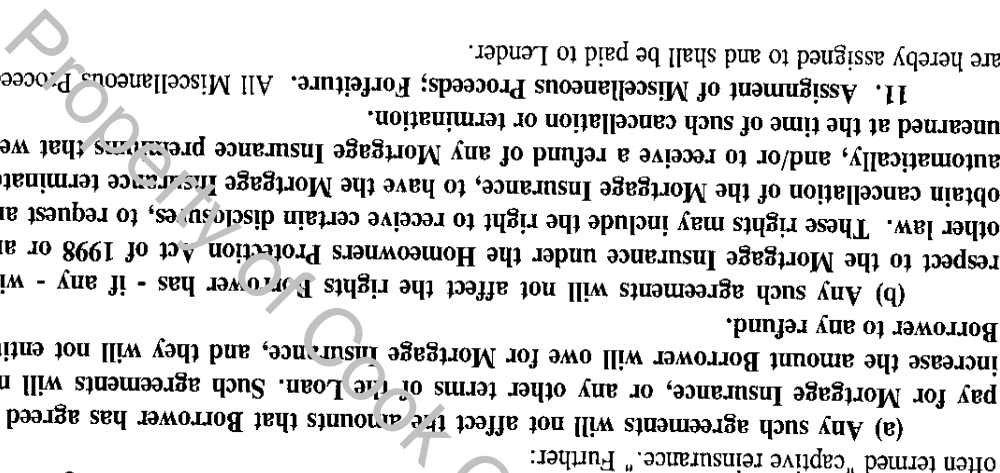 often termed "captive reinsurance." Further:
(a) Any such agreements will not affect the amounts that Borrower has agreed
pay for Mortgage Insurance, or any other terms of the Loan. Such agreements will
increase the amount Borrower will owe for Mortgage Insurance, and they will not
Borrower to any refund.
(b) Any such agreements will not affect the rights Borrower has - if any -
respect to the Mortgage Insurance under the Homeowners Protection Act of 1998 or
other law. These rights may include the right to receive certain disclosures, to request
obtain cancellation of the Mortgage Insurance, to have the Mortgage Insurance terminate
automatically, and/or to receive a refund of any Mortgage Insurance premiums that
unearned at the time of such cancellation or termination.
11. Assignment of Miscellaneous Proceeds; Forfeiture. All Miscellaneous
are hereby assigned to and shall be paid to Lender.
Property of Cook